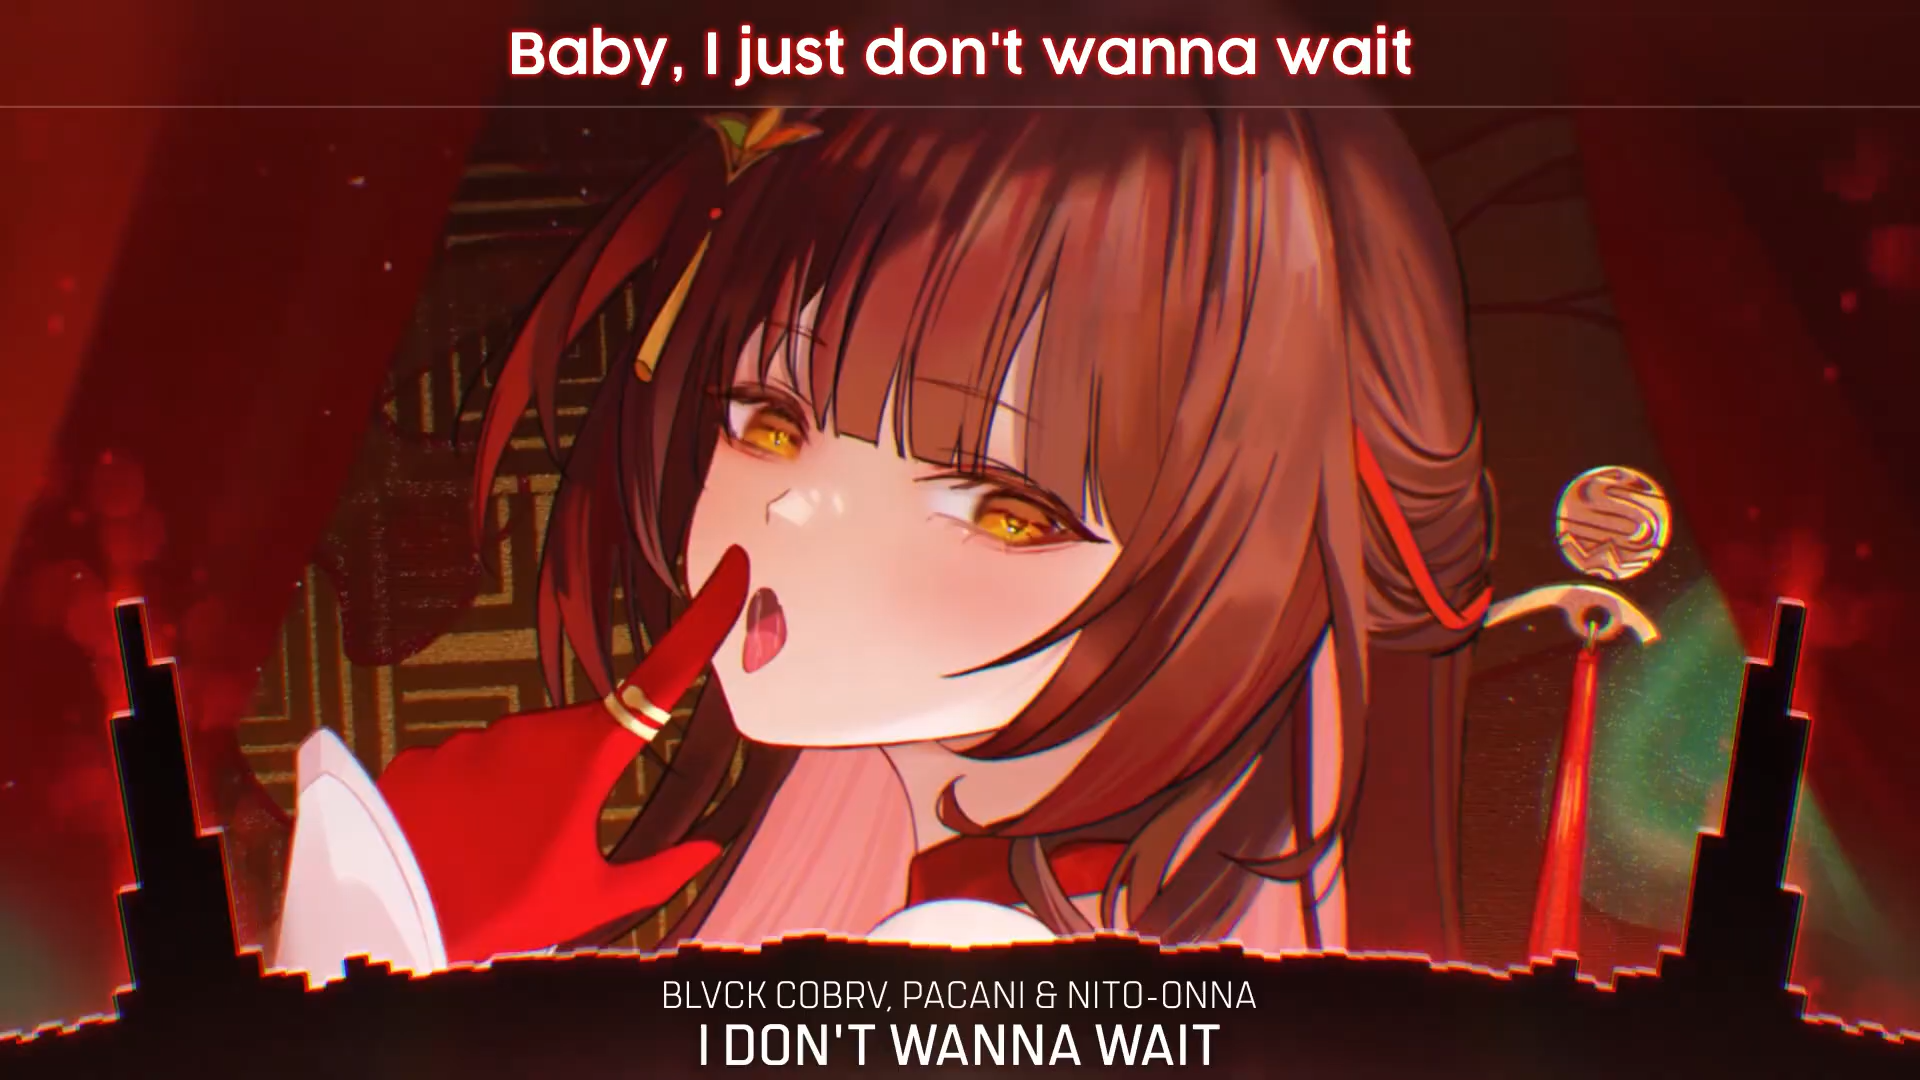 Baby, I just don't wanna wait
BLVCK COBRV, PACANI & NITO-ONNA
I DON'T WANNA WAIT